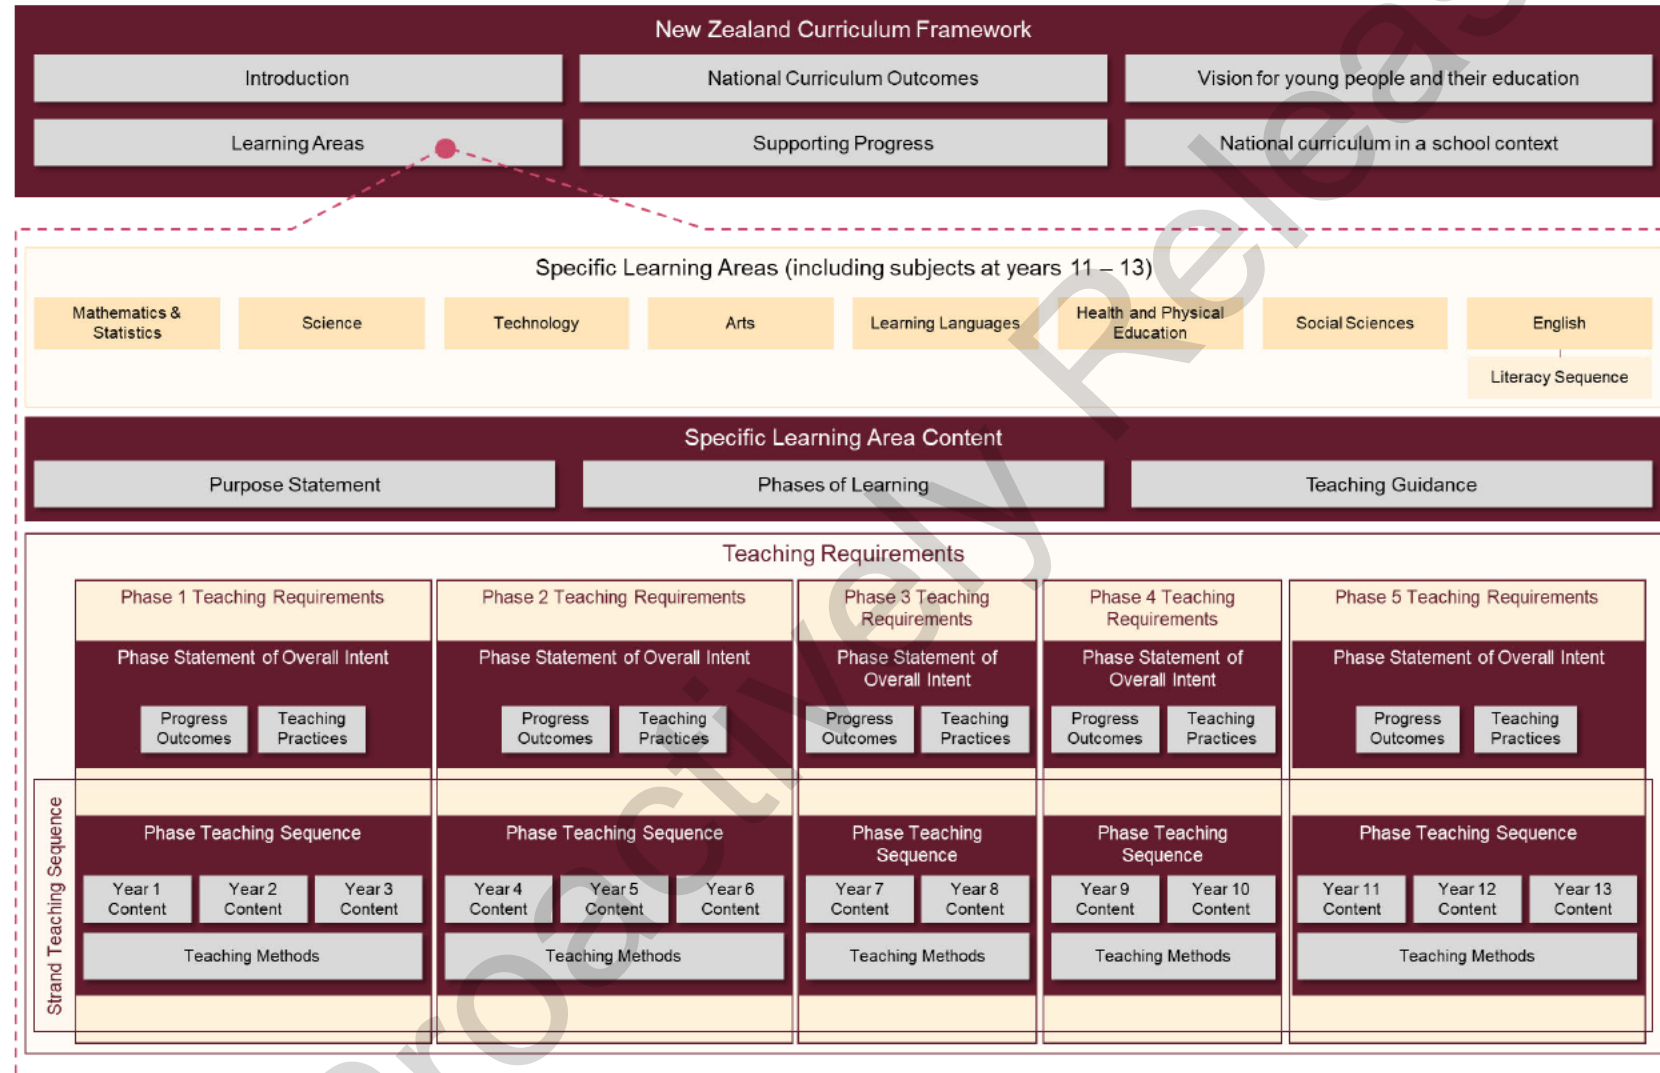 New Zealand Curriculum Framework
Introduction
National Curriculum Outcomes
Vision for young people and their education
Learning Areas
Supporting Progress
National curriculum in a school context
Specific Learning Areas (including subjects at years 11 – 13)
Mathematics &
Statistics
Science
Technology
Arts
Learning Languages
Health and Physical
Education
Social Sciences
English
Literacy Sequence
Specific Learning Area Content
Purpose Statement
Phases of Learning
Teaching Guidance
Teaching Requirements
Phase 1 Teaching Requirements
Phase 2 Teaching Requirements
Phase 3 Teaching
Requirements
Phase 4 Teaching
Requirements
Phase 5 Teaching Requirements
Phase Statement of Overall Intent
Phase Statement of Overall Intent
Phase Statement of
Overall Intent
Phase Statement of
Overall Intent
Phase Statement of Overall Intent
Progress
Outcomes
Teaching
Practices
Progress
Outcomes
Teaching
Practices
Progress
Outcomes
Teaching
Practices
Progress
Outcomes
Teaching
Practices
Progress
Outcomes
Teaching
Practices
Strand Teaching Sequence
Phase Teaching Sequence
Phase Teaching Sequence
Phase Teaching
Sequence
Phase Teaching
Sequence
Phase Teaching Sequence
Year 1
Content
Year 2
Content
Year 3
Content
Year 4
Content
Year 5
Content
Year 6
Content
Year 7
Content
Year 8
Content
Year 9
Content
Year 10
Content
Year 11
Content
Year 12
Content
Year 13
Content
Teaching Methods
Teaching Methods
Teaching Methods
Teaching Methods
Teaching Methods
roactively Releas